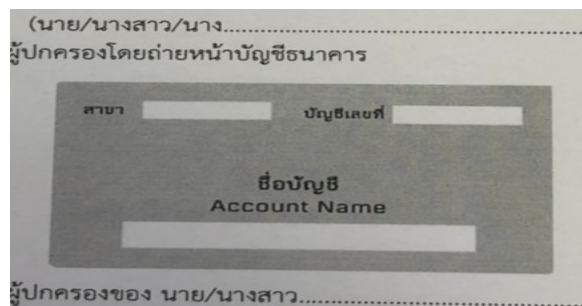 (นาย/นางสาว/นาง................................................................
ผู้ปกครองโดยถ่ายหน้าบัญชีธนาคาร
สาขา บัญชีเลขที่
ชื่อบัญชี
Account Name
ผู้ปกครองของ นาย/นางสาว................................................